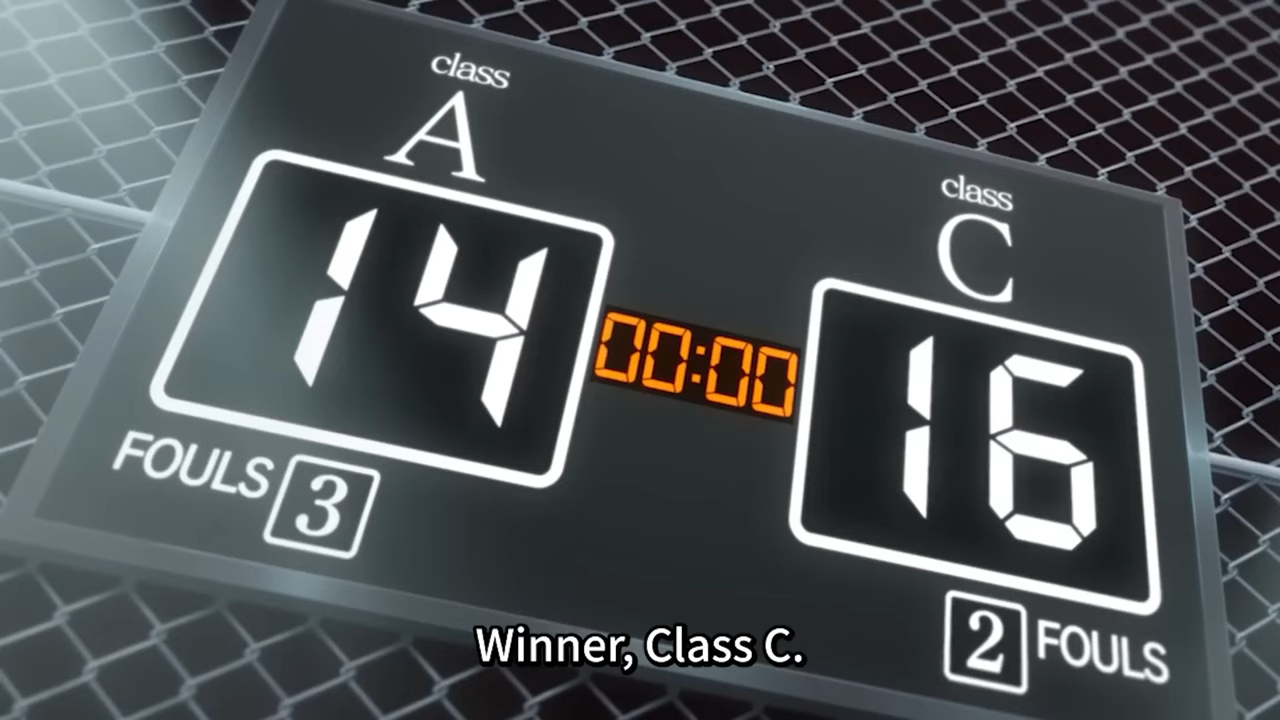 class
A
14
FOULS 3
00:00
class
C
16
2 FOULS
Winner, Class C.